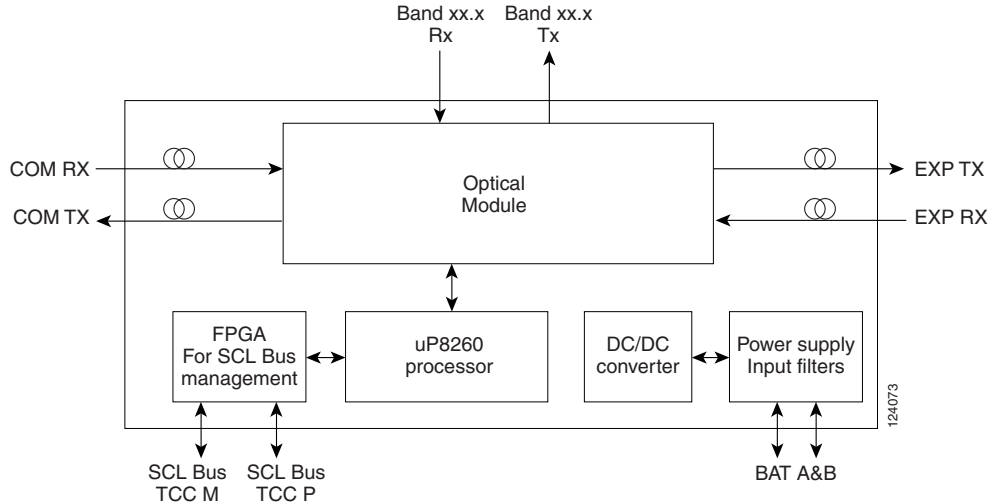 Band xx.x
Rx
Band xx.x
Tx
COM RX
COM TX
Optical
Module
EXP TX
EXP RX
FPGA
For SCL Bus
management
uP8260
processor
DC/DC
converter
Power supply
Input filters
124073
SCL Bus
TCC M
SCL Bus
TCC P
BAT A&B